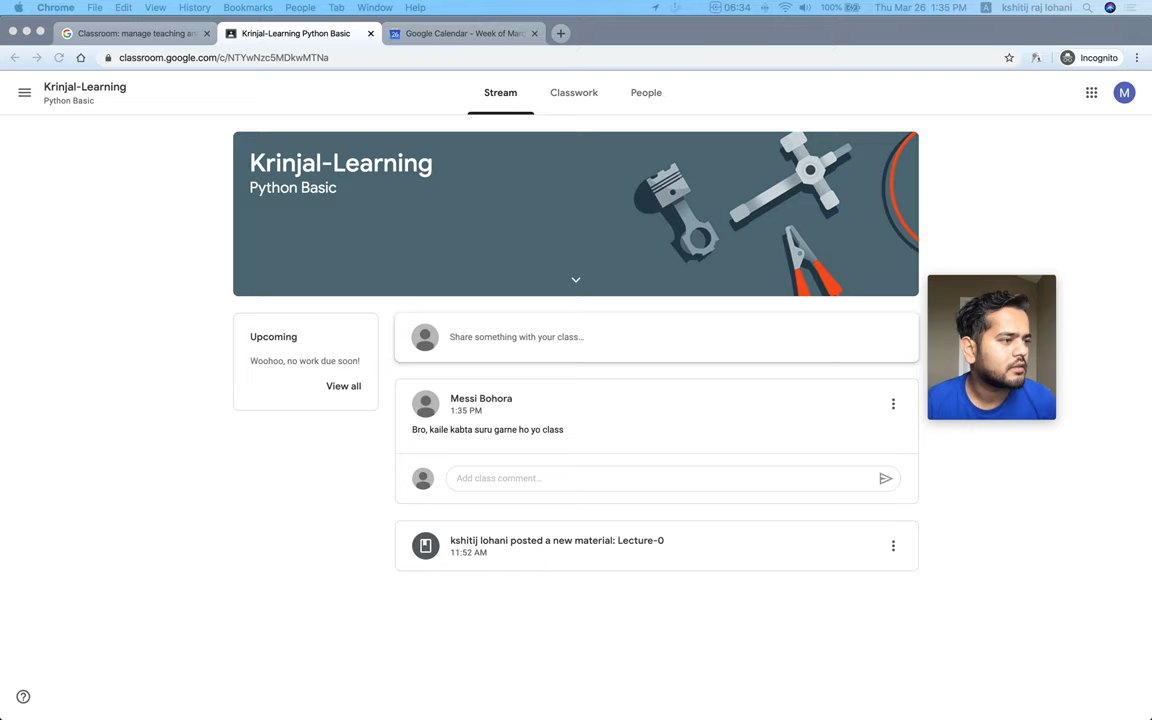 Chrome File Edit View History Bookmarks People Tab Window Help 06:34 100% Thu Mar 26 1:35 PM A kshitij raj lohani
Classroom: manage teaching an Krinjal-Learning Python Basic 26 Google Calendar - Week of Mar
classroom.google.com/c/NTYwNzc5MDkwMTNa Incognito
Krinjal-Learning
Python Basic
Stream Classwork People M
Krinjal-Learning
Python Basic
Upcoming
Woohoo, no work due soon!
View all
Share something with your class...
Messi Bohora
1:35 PM
Bro, kaile kabta suru garne ho yo class
Add class comment...
kshitij lohani posted a new material: Lecture-0
11:52 AM